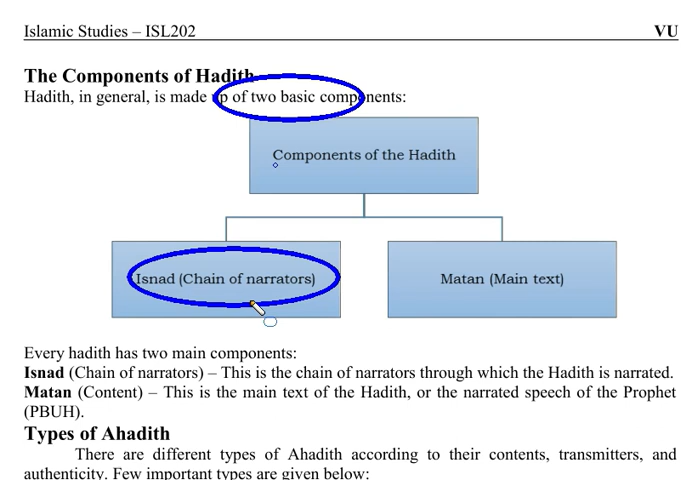 Islamic Studies – ISL202 VU
The Components of Hadith
Hadith, in general, is made up of two basic components:
Components of the Hadith
Isnad (Chain of narrators) Matan (Main text)
Every hadith has two main components:
Isnad (Chain of narrators) – This is the chain of narrators through which the Hadith is narrated.
Matan (Content) – This is the main text of the Hadith, or the narrated speech of the Prophet
(PBUH).
Types of Ahadith
There are different types of Ahadith according to their contents, transmitters, and
authenticity. Few important types are given below: